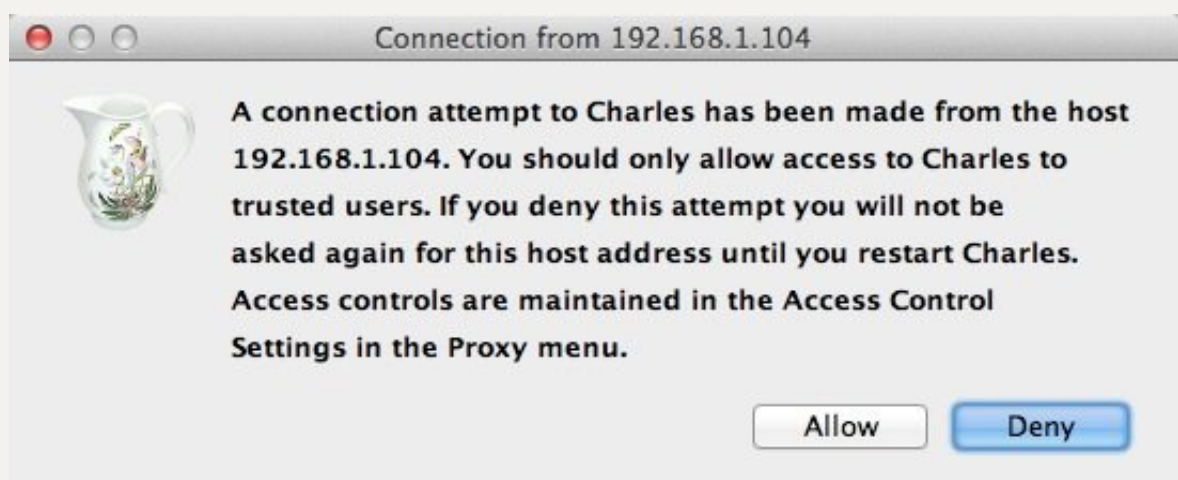 Connection from 192.168.1.104
A connection attempt to Charles has been made from the host
192.168.1.104. You should only allow access to Charles to
trusted users. If you deny this attempt you will not be
asked again for this host address until you restart Charles.
Access controls are maintained in the Access Control
Settings in the Proxy menu.
Allow Deny